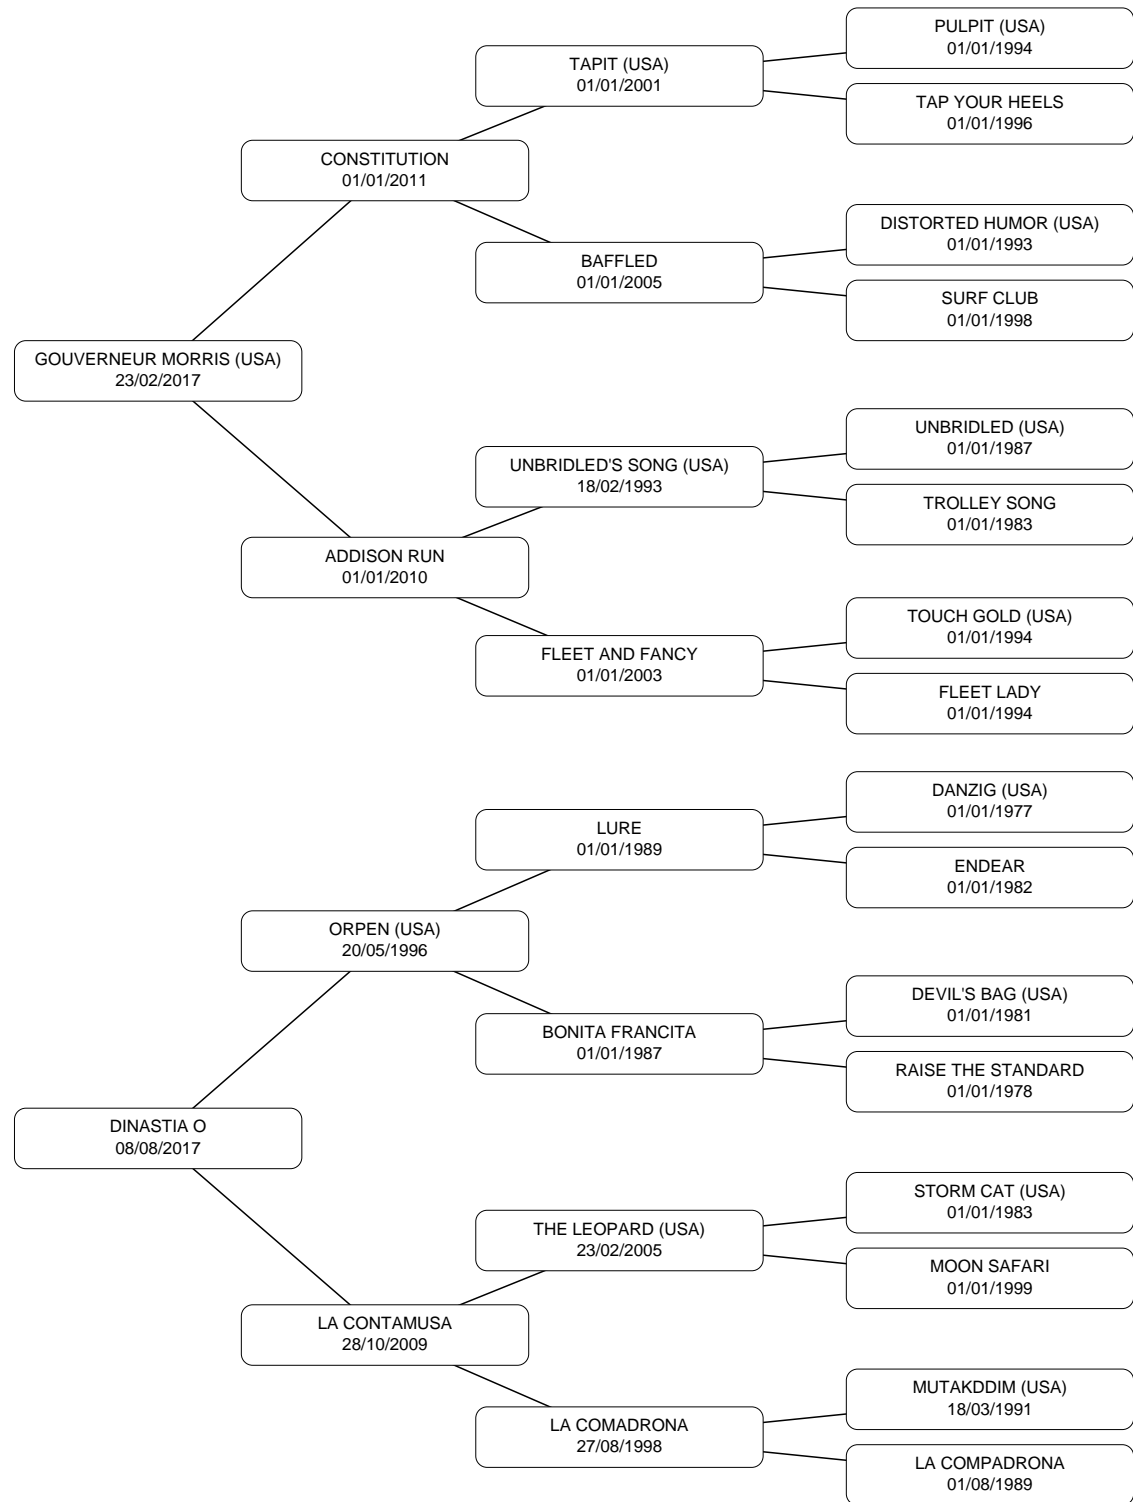 PULPIT (USA)
01/01/1994
TAPIT (USA)
01/01/2001
TAP YOUR HEELS
01/01/1996
CONSTITUTION
01/01/2011
DISTORTED HUMOR (USA)
01/01/1993
BAFFLED
01/01/2005
SURF CLUB
01/01/1998
GOUVERNEUR MORRIS (USA)
23/02/2017
UNBRIDLED (USA)
01/01/1987
UNBRIDLED'S SONG (USA)
18/02/1993
TROLLEY SONG
01/01/1983
ADDISON RUN
01/01/2010
TOUCH GOLD (USA)
01/01/1994
FLEET AND FANCY
01/01/2003
FLEET LADY
01/01/1994
DANZIG (USA)
01/01/1977
LURE
01/01/1989
ENDEAR
01/01/1982
ORPEN (USA)
20/05/1996
DEVIL'S BAG (USA)
01/01/1981
BONITA FRANCITA
01/01/1987
RAISE THE STANDARD
01/01/1978
DINASTIA O
08/08/2017
STORM CAT (USA)
01/01/1983
THE LEOPARD (USA)
23/02/2005
MOON SAFARI
01/01/1999
LA CONTAMUSA
28/10/2009
MUTAKDDIM (USA)
18/03/1991
LA COMADRONA
27/08/1998
LA COMPADRONA
01/08/1989